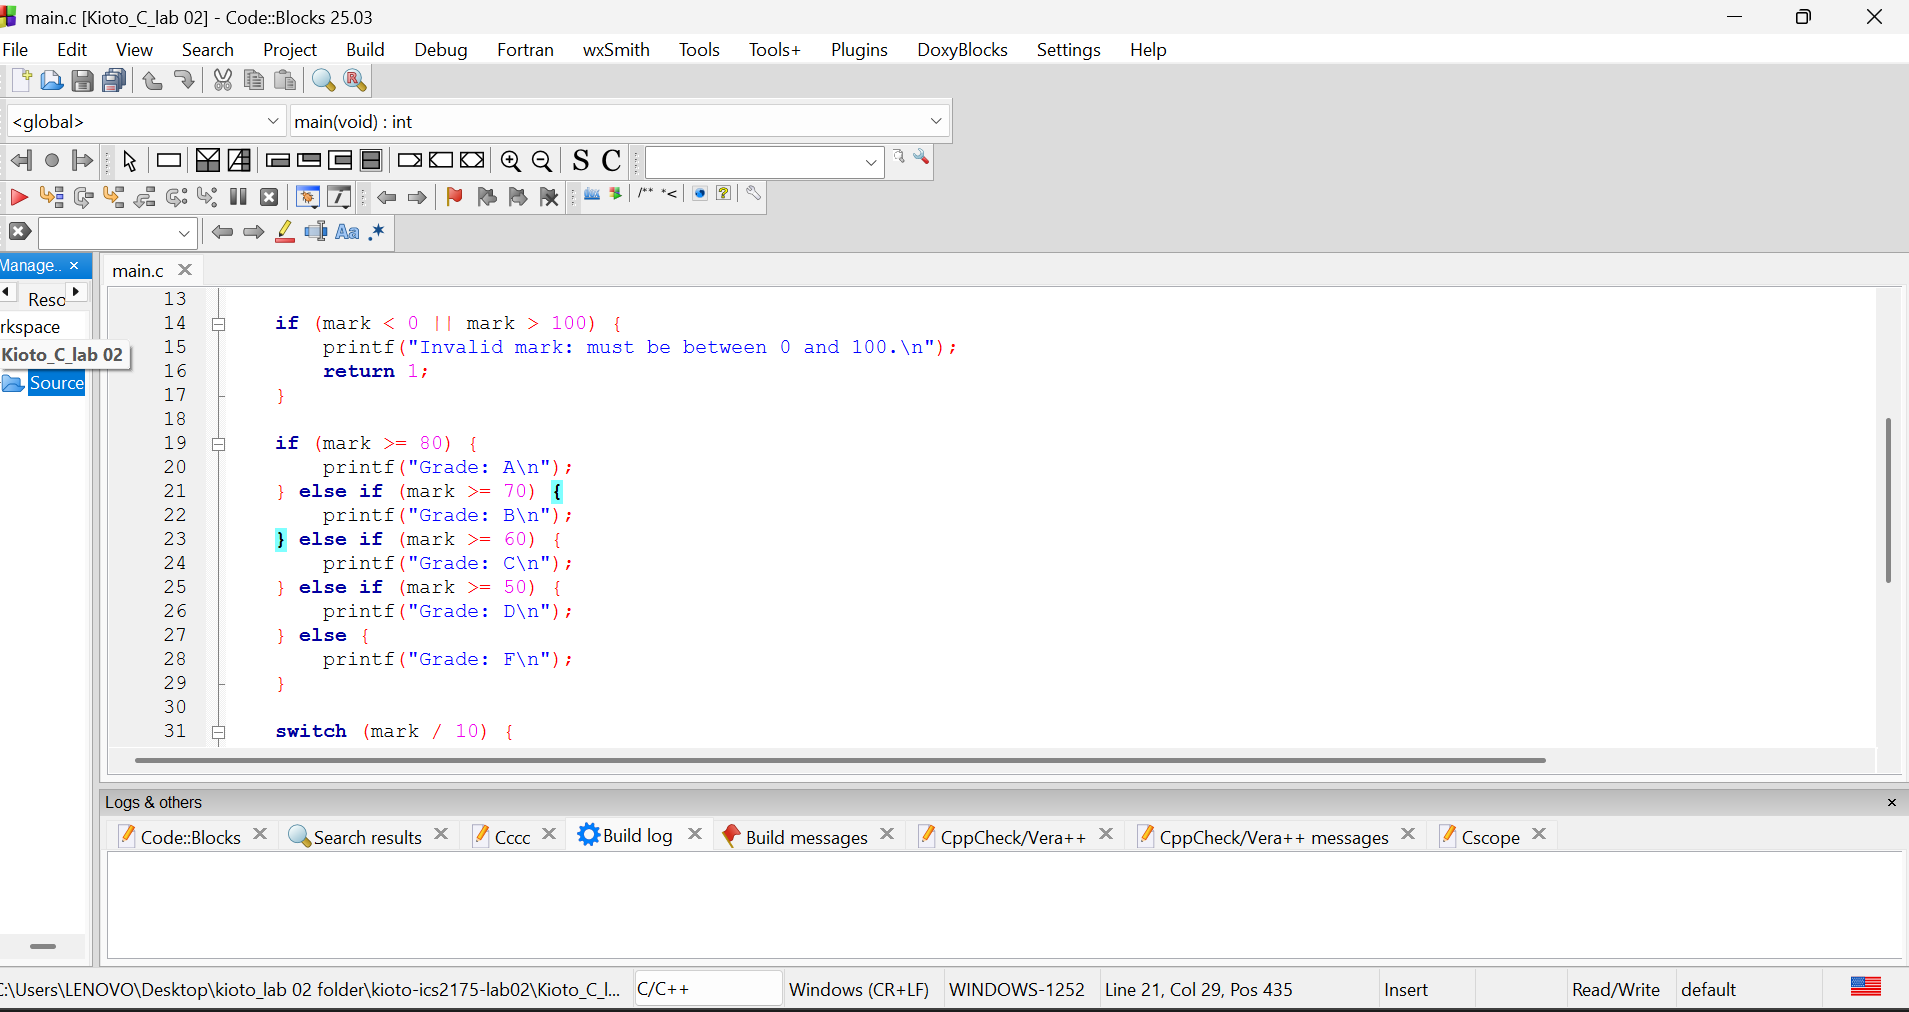 main.c [Kioto_C_lab 02] - Code::Blocks 25.03
File Edit View Search Project Build Debug Fortran wxSmith Tools Tools+ Plugins DoxyBlocks Settings Help
<global> main(void) : int
S C
/** *<
Aa .*
Manage.. ×
main.c
Reso
rkspace
Kioto_C_lab 02
Source
13
14 if (mark < 0 || mark > 100) {
15 printf("Invalid mark: must be between 0 and 100.\n");
16 return 1;
17 }
18
19 if (mark >= 80) {
20 printf("Grade: A\n");
21 } else if (mark >= 70) {
22 printf("Grade: B\n");
23 } else if (mark >= 60) {
24 printf("Grade: C\n");
25 } else if (mark >= 50) {
26 printf("Grade: D\n");
27 } else {
28 printf("Grade: F\n");
29 }
30
31 switch (mark / 10) {
Logs & others
Code::Blocks Search results Cccc Build log Build messages CppCheck/Vera++ CppCheck/Vera++ messages Cscope
:\Users\LENOVO\Desktop\kioto_lab 02 folder\kioto-ics2175-lab02\Kioto_C_l... C/C++ Windows (CR+LF) WINDOWS-1252 Line 21, Col 29, Pos 435 Insert Read/Write default